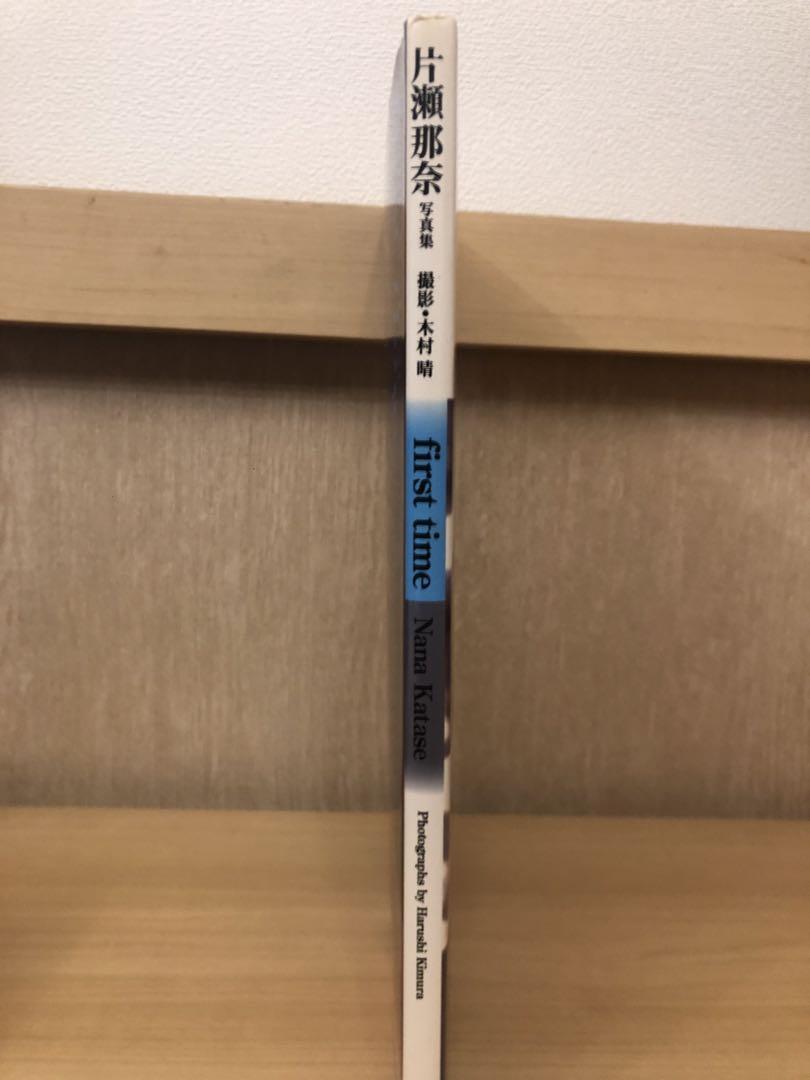 片瀬那奈
写真集
撮影・木村 晴
first time
Nana Katase
Photographs by Harushi Kimura